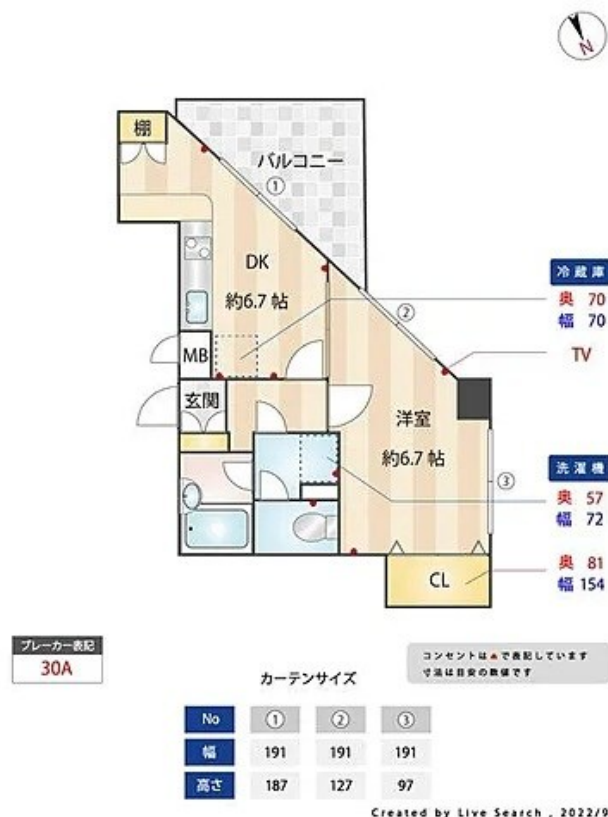 N
棚
バルコニー
①
DK
約6.7 帖
冷蔵庫
奥 70
幅 70
②
TV
MB
玄関
洋室
約6.7 帖
洗濯機
③
奥 57
幅 72
奥 81
幅 154
CL
ブレーカー表記
30A
コンセントは▲で表記しています
寸法は目安の数値です
カーテンサイズ
No ① ② ③
幅 191 191 191
高さ 187 127 97
Created by Live Search , 2022/9